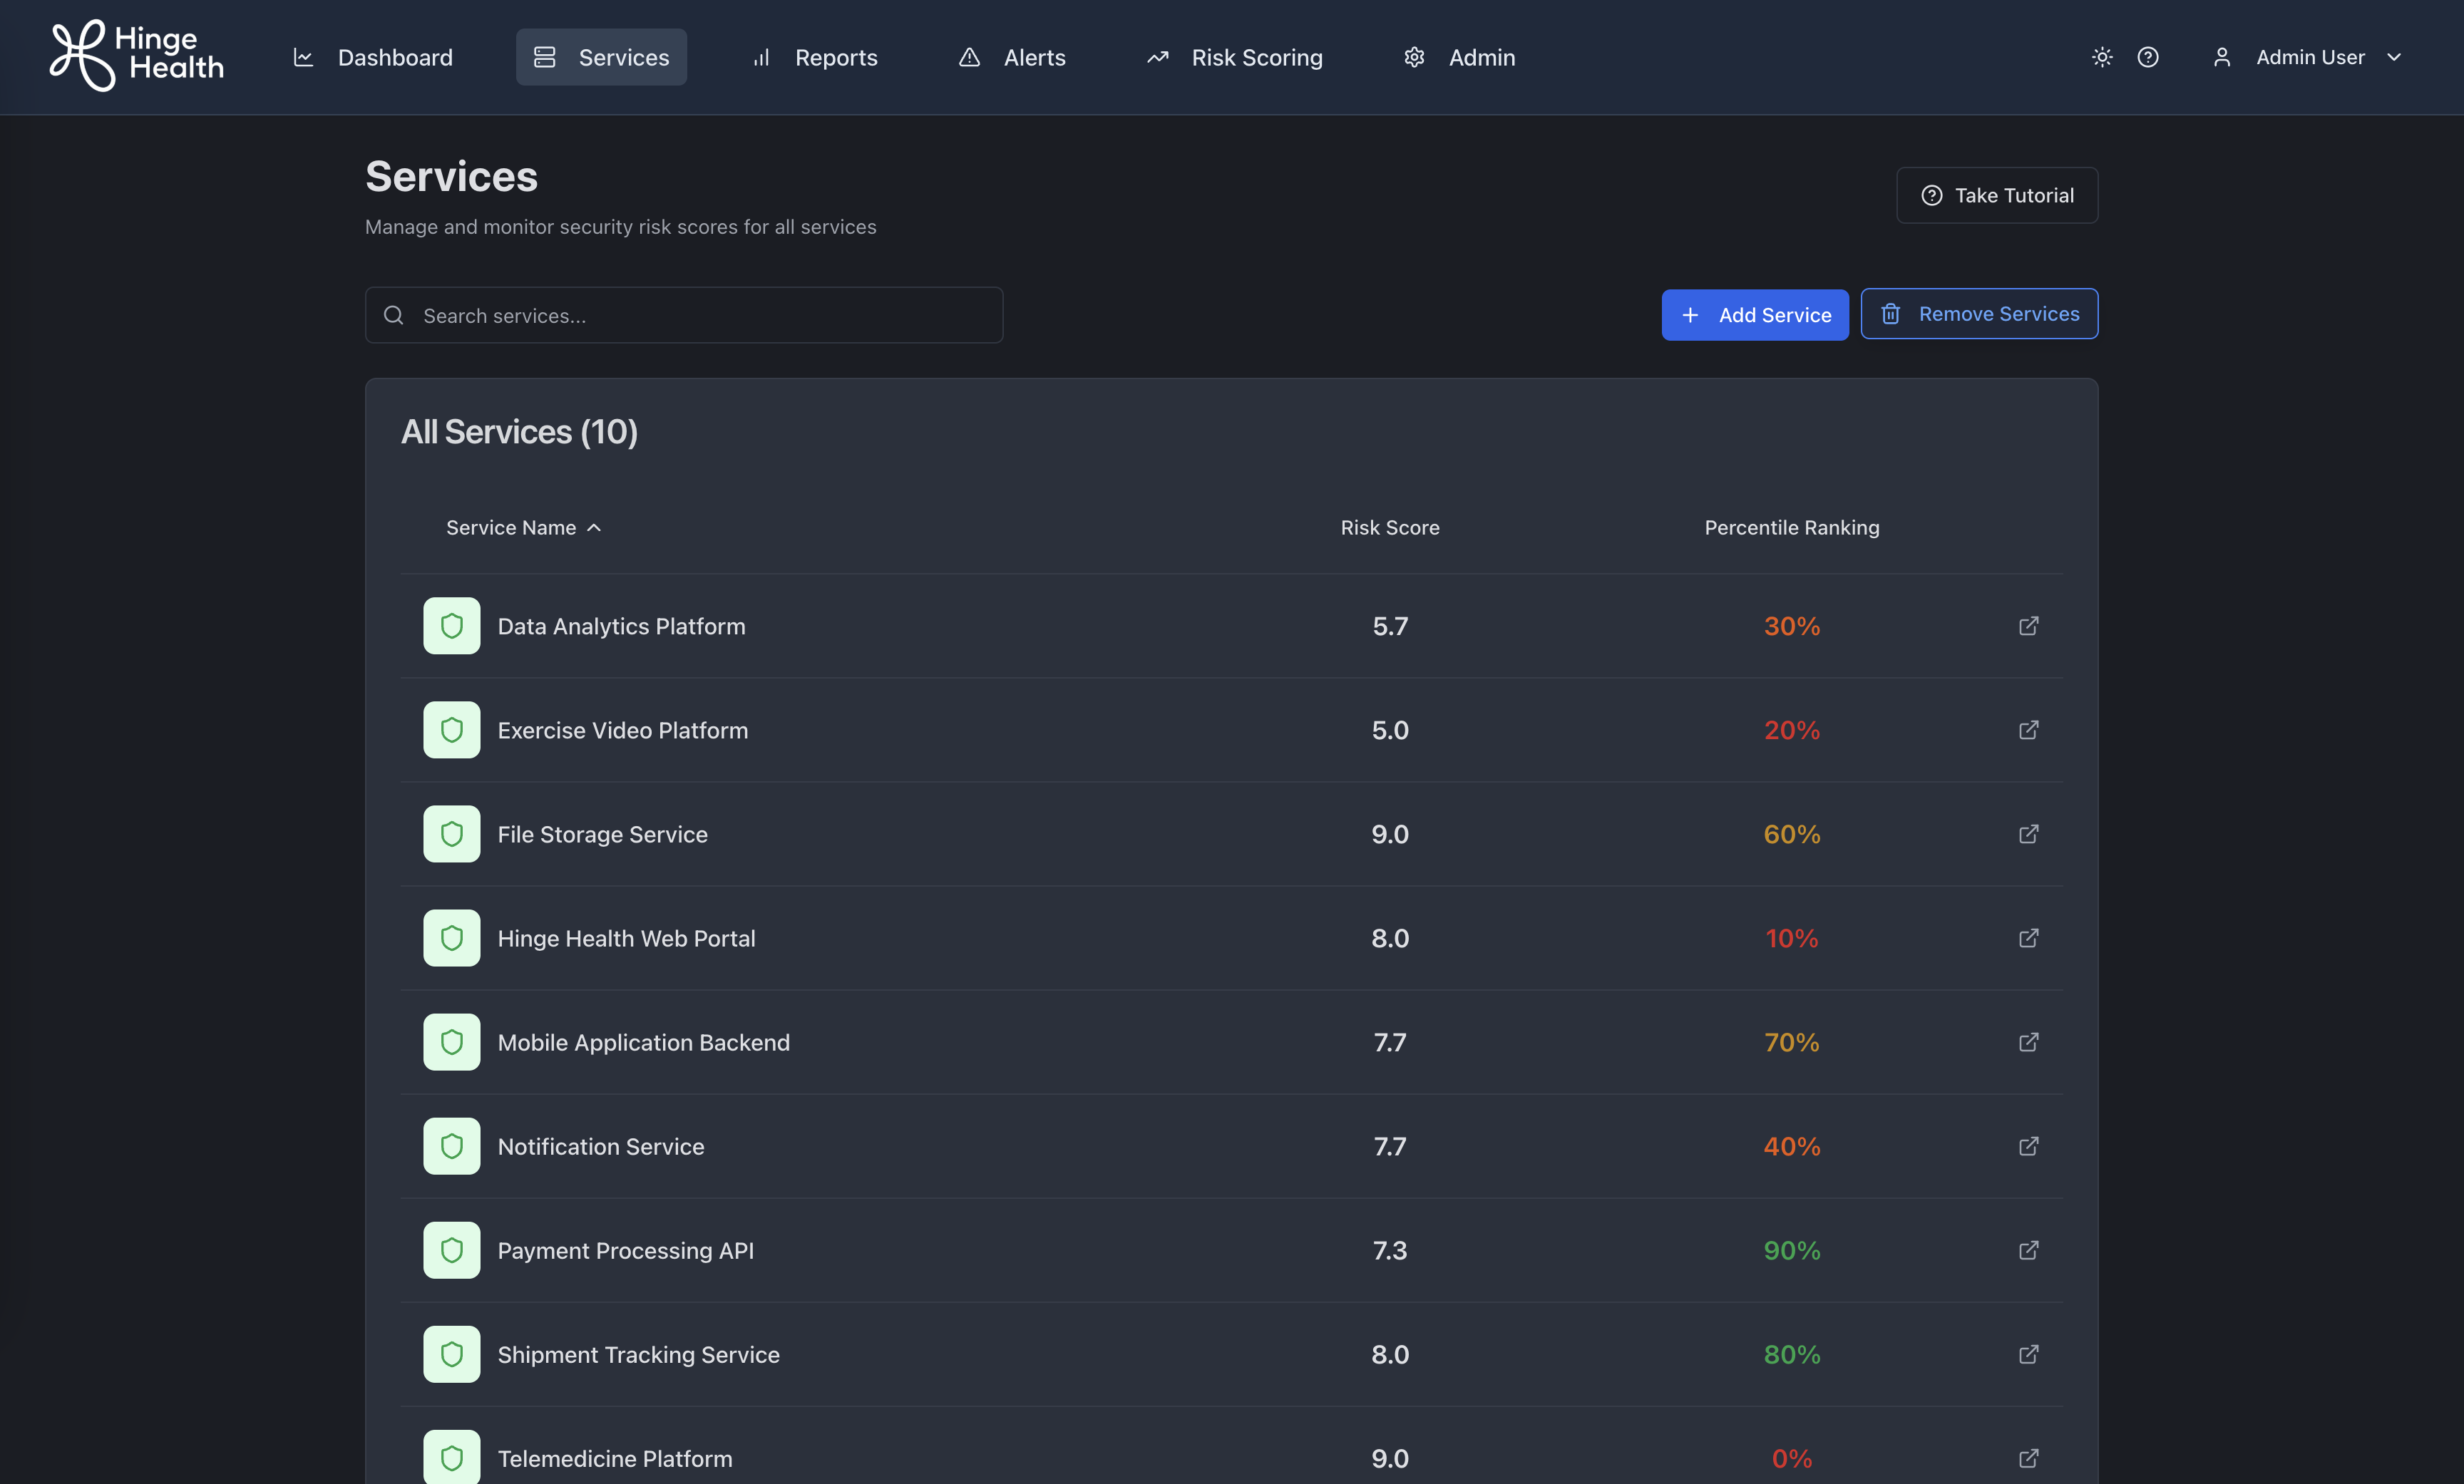 Hinge Health
Dashboard
Services
Reports
Alerts
Risk Scoring
Admin
Admin User
Services
Manage and monitor security risk scores for all services
Take Tutorial
Search services...
Add Service
Remove Services
All Services (10)
Service Name Risk Score Percentile Ranking
Data Analytics Platform 5.7 30%
Exercise Video Platform 5.0 20%
File Storage Service 9.0 60%
Hinge Health Web Portal 8.0 10%
Mobile Application Backend 7.7 70%
Notification Service 7.7 40%
Payment Processing API 7.3 90%
Shipment Tracking Service 8.0 80%
Telemedicine Platform 9.0 0%